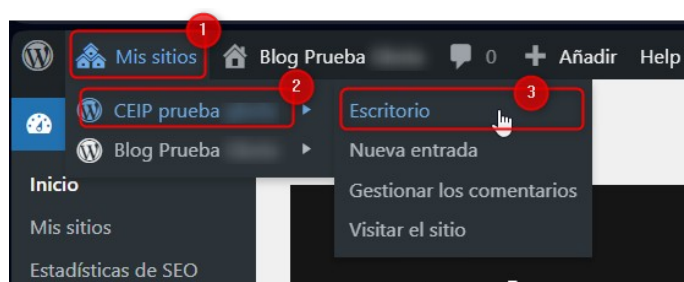 1
Mis sitios
Blog Prueba
0
Añadir
Help
2
CEIP prueba
3
Escritorio
Blog Prueba
Nueva entrada
Inicio
Gestionar los comentarios
Mis sitios
Visitar el sitio
Estadísticas de SEO